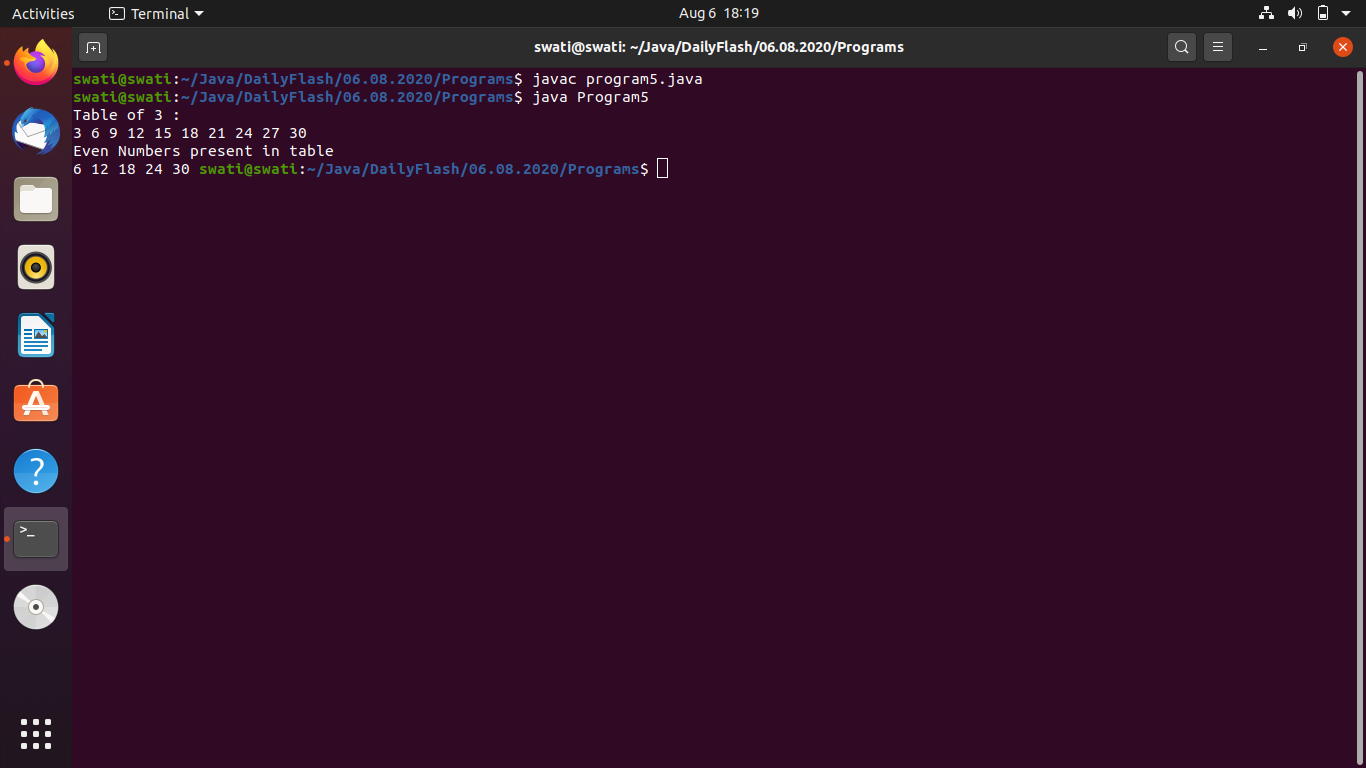 Activities Terminal Aug 6 18:19
swati@swati: ~/Java/DailyFlash/06.08.2020/Programs
swati@swati:~/Java/DailyFlash/06.08.2020/Programs$ javac program5.java
swati@swati:~/Java/DailyFlash/06.08.2020/Programs$ java Program5
Table of 3 :
3 6 9 12 15 18 21 24 27 30
Even Numbers present in table
6 12 18 24 30 swati@swati:~/Java/DailyFlash/06.08.2020/Programs$